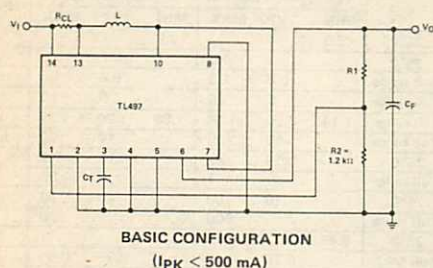 VI
RCL
L
VO
14
13
10
8
R1
TL497
CF
1
2
3
4
5
6
7
R2 =
1.2 kΩ
CT
BASIC CONFIGURATION
(IPK < 500 mA)